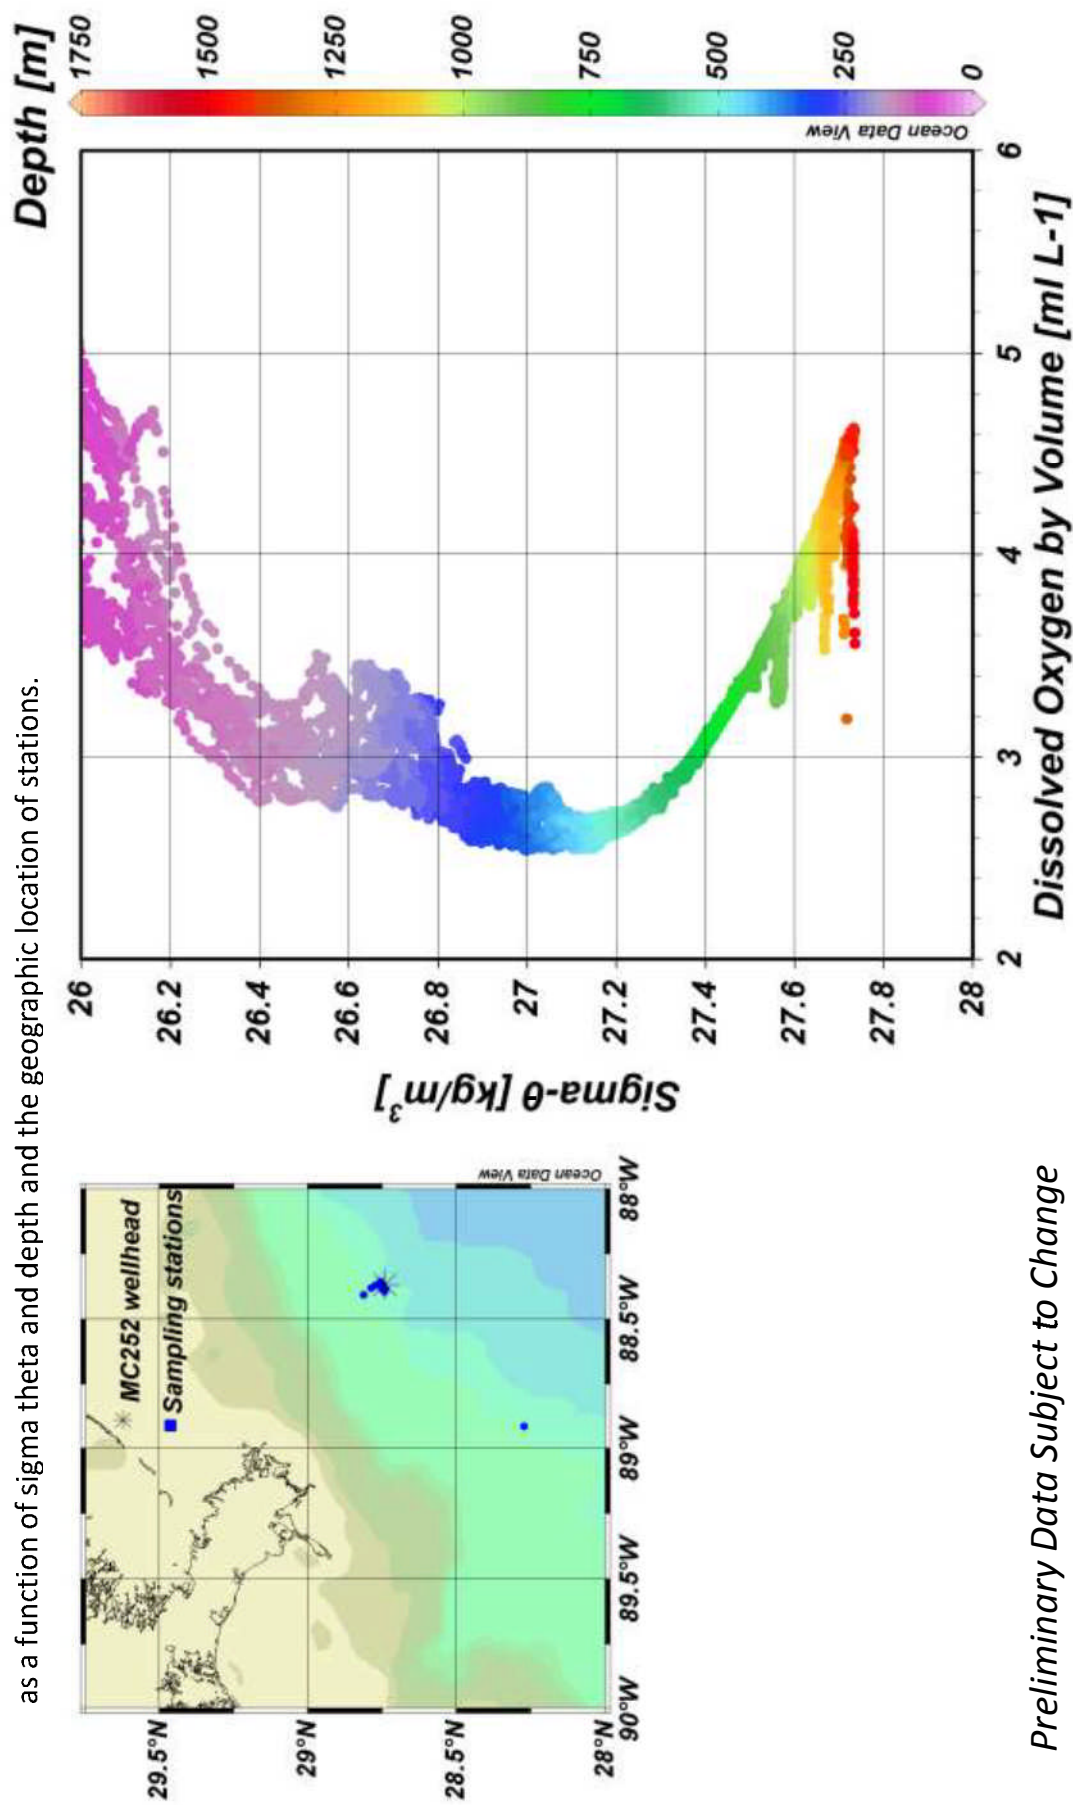 as a function of sigma theta and depth and the geographic location of stations.
MC252 wellhead
Sampling stations
29.5°N
29°N
28.5°N
28°N
90°W
89.5°W
89°W
88.5°W
88°W
Ocean Data View
Sigma-θ [kg/m³]
26
26.2
26.4
26.6
26.8
27
27.2
27.4
27.6
27.8
28
2
3
4
5
6
Dissolved Oxygen by Volume [ml L-1]
Depth [m]
1750
1500
1250
1000
750
500
250
0
Ocean Data View
Preliminary Data Subject to Change